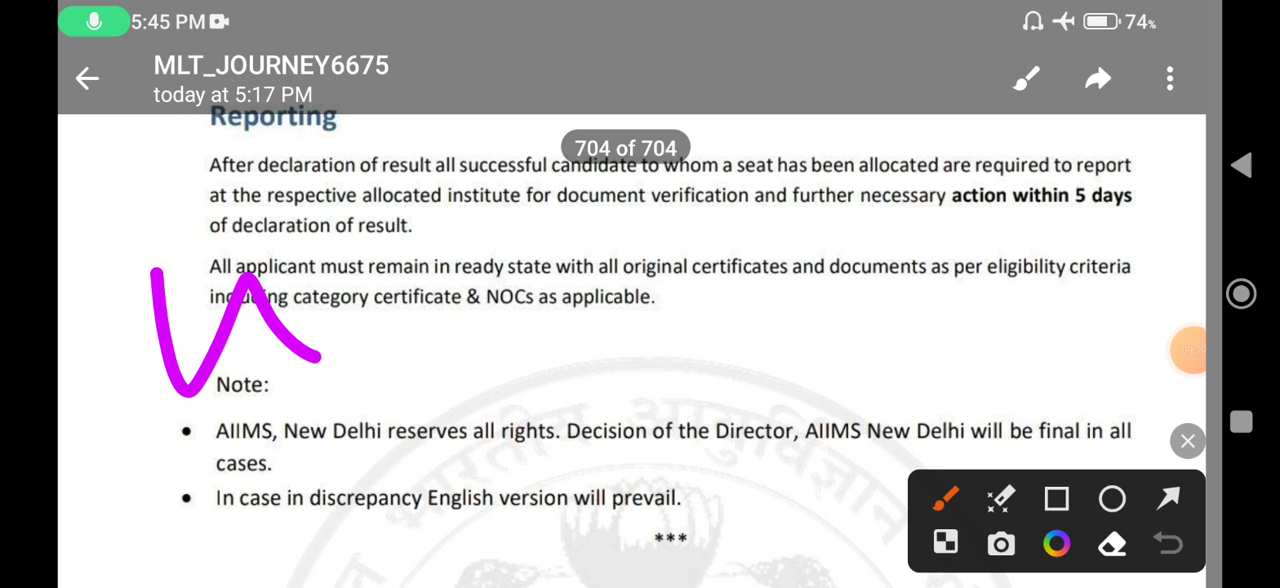 5:45 PM
74%
MLT_JOURNEY6675
today at 5:17 PM
Reporting
704 of 704
After declaration of result all successful candidate to whom a seat has been allocated are required to report
at the respective allocated institute for document verification and further necessary action within 5 days
of declaration of result.
All applicant must remain in ready state with all original certificates and documents as per eligibility criteria
including category certificate & NOCs as applicable.
Note:
• AIIMS, New Delhi reserves all rights. Decision of the Director, AIIMS New Delhi will be final in all
cases.
• In case in discrepancy English version will prevail.
***